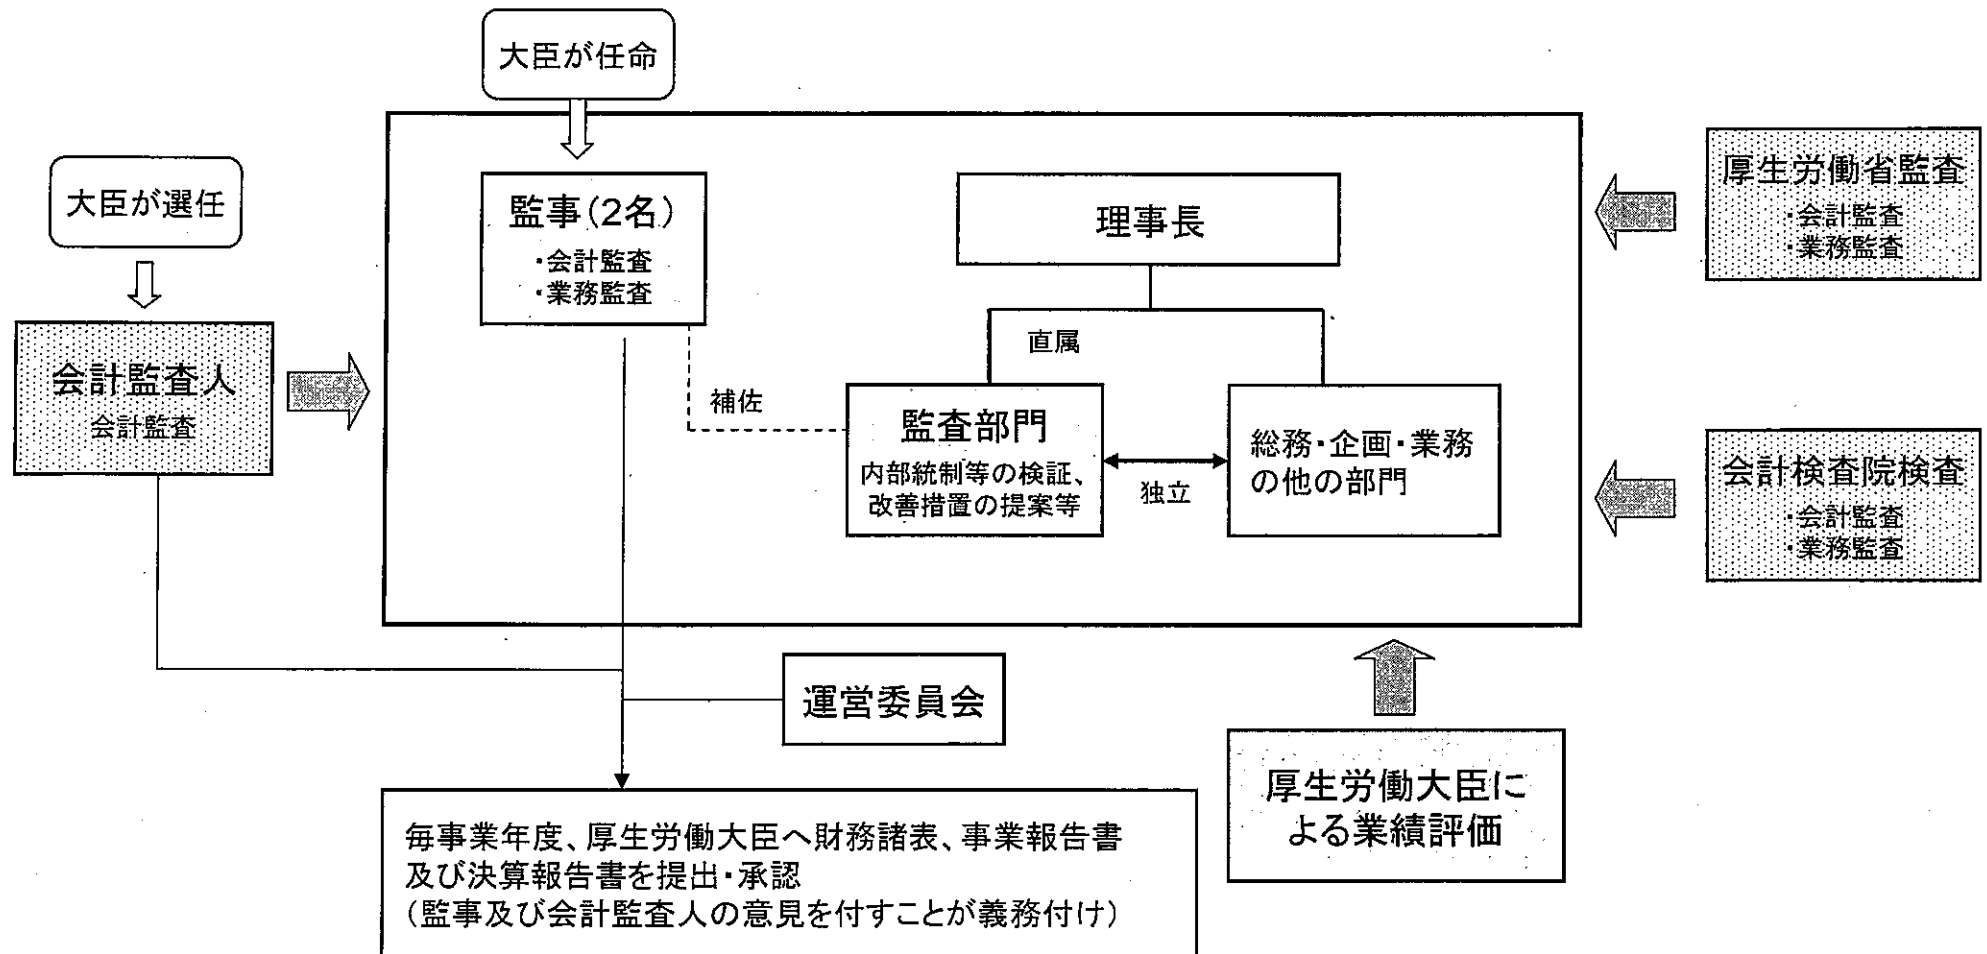 大臣が任命
大臣が選任
監事(2名)
・会計監査
・業務監査
理事長
厚生労働省監査
・会計監査
・業務監査
直属
会計監査人
会計監査
補佐
監査部門
内部統制等の検証、
改善措置の提案等
独立
総務・企画・業務
の他の部門
会計検査院検査
・会計監査
・業務監査
運営委員会
厚生労働大臣に
よる業績評価
毎事業年度、厚生労働大臣へ財務諸表、事業報告書
及び決算報告書を提出・承認
(監事及び会計監査人の意見を付すことが義務付け)